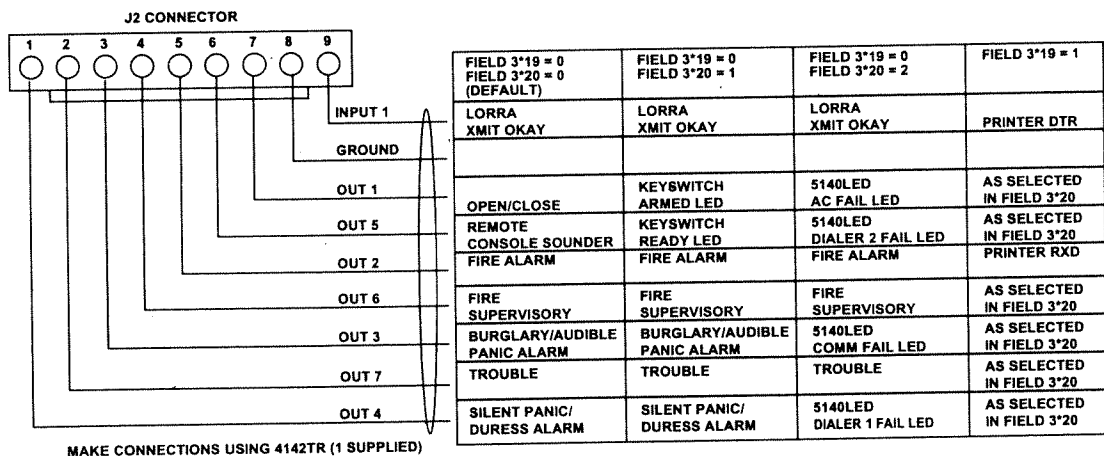 J2 CONNECTOR
1 2 3 4 5 6 7 8 9
FIELD 3*19 = 0
FIELD 3*20 = 0
(DEFAULT)
FIELD 3*19 = 0
FIELD 3*20 = 1
FIELD 3*19 = 0
FIELD 3*20 = 2
FIELD 3*19 = 1
INPUT 1
LORRA
XMIT OKAY
LORRA
XMIT OKAY
LORRA
XMIT OKAY
PRINTER DTR
GROUND
OUT 1
OPEN/CLOSE
KEYSWITCH
ARMED LED
5140LED
AC FAIL LED
AS SELECTED
IN FIELD 3*20
OUT 5
REMOTE
CONSOLE SOUNDER
KEYSWITCH
READY LED
5140LED
DIALER 2 FAIL LED
AS SELECTED
IN FIELD 3*20
OUT 2
FIRE ALARM
FIRE ALARM
FIRE ALARM
PRINTER RXD
OUT 6
FIRE
SUPERVISORY
FIRE
SUPERVISORY
FIRE
SUPERVISORY
AS SELECTED
IN FIELD 3*20
OUT 3
BURGLARY/AUDIBLE
PANIC ALARM
BURGLARY/AUDIBLE
PANIC ALARM
5140LED
COMM FAIL LED
AS SELECTED
IN FIELD 3*20
OUT 7
TROUBLE
TROUBLE
TROUBLE
AS SELECTED
IN FIELD 3*20
OUT 4
SILENT PANIC/
DURESS ALARM
SILENT PANIC/
DURESS ALARM
5140LED
DIALER 1 FAIL LED
AS SELECTED
IN FIELD 3*20
MAKE CONNECTIONS USING 4142TR (1 SUPPLIED)